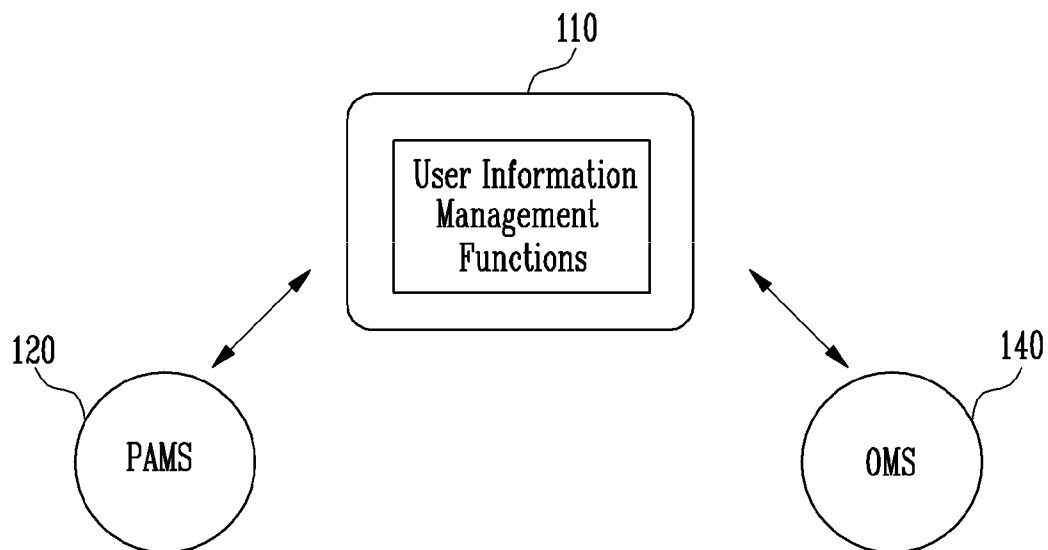 110
User Information
Management
Functions
120
140
PAMS
OMS